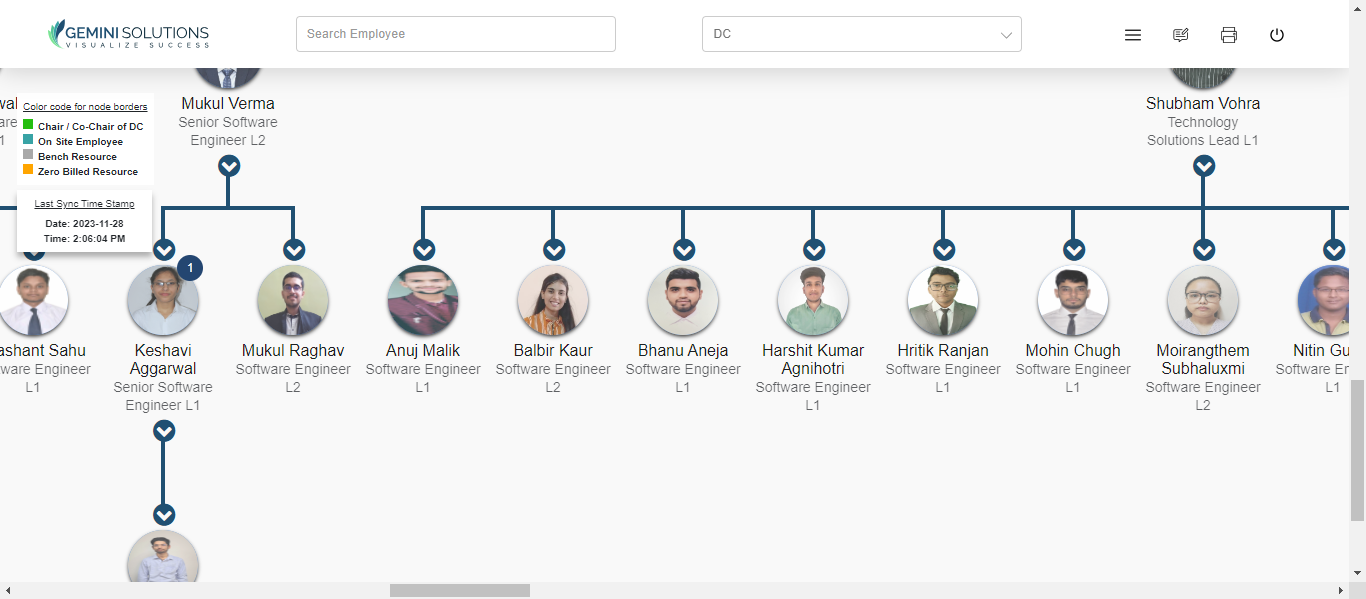 GEMINI SOLUTIONS
VISUALIZE SUCCESS
Search Employee
DC
Color code for node borders
Chair / Co-Chair of DC
On Site Employee
Bench Resource
Zero Billed Resource
Last Sync Time Stamp
Date: 2023-11-28
Time: 2:06:04 PM
Mukul Verma
Senior Software
Engineer L2
Shubham Vohra
Technology
Solutions Lead L1
1
ashant Sahu
ware Engineer
L1
Keshavi
Aggarwal
Senior Software
Engineer L1
Mukul Raghav
Software Engineer
L2
Anuj Malik
Software Engineer
L1
Balbir Kaur
Software Engineer
L2
Bhanu Aneja
Software Engineer
L1
Harshit Kumar
Agnihotri
Software Engineer
L1
Hritik Ranjan
Software Engineer
L1
Mohin Chugh
Software Engineer
L1
Moirangthem
Subhaluxmi
Software Engineer
L2
Nitin Gu
Software Er
L1